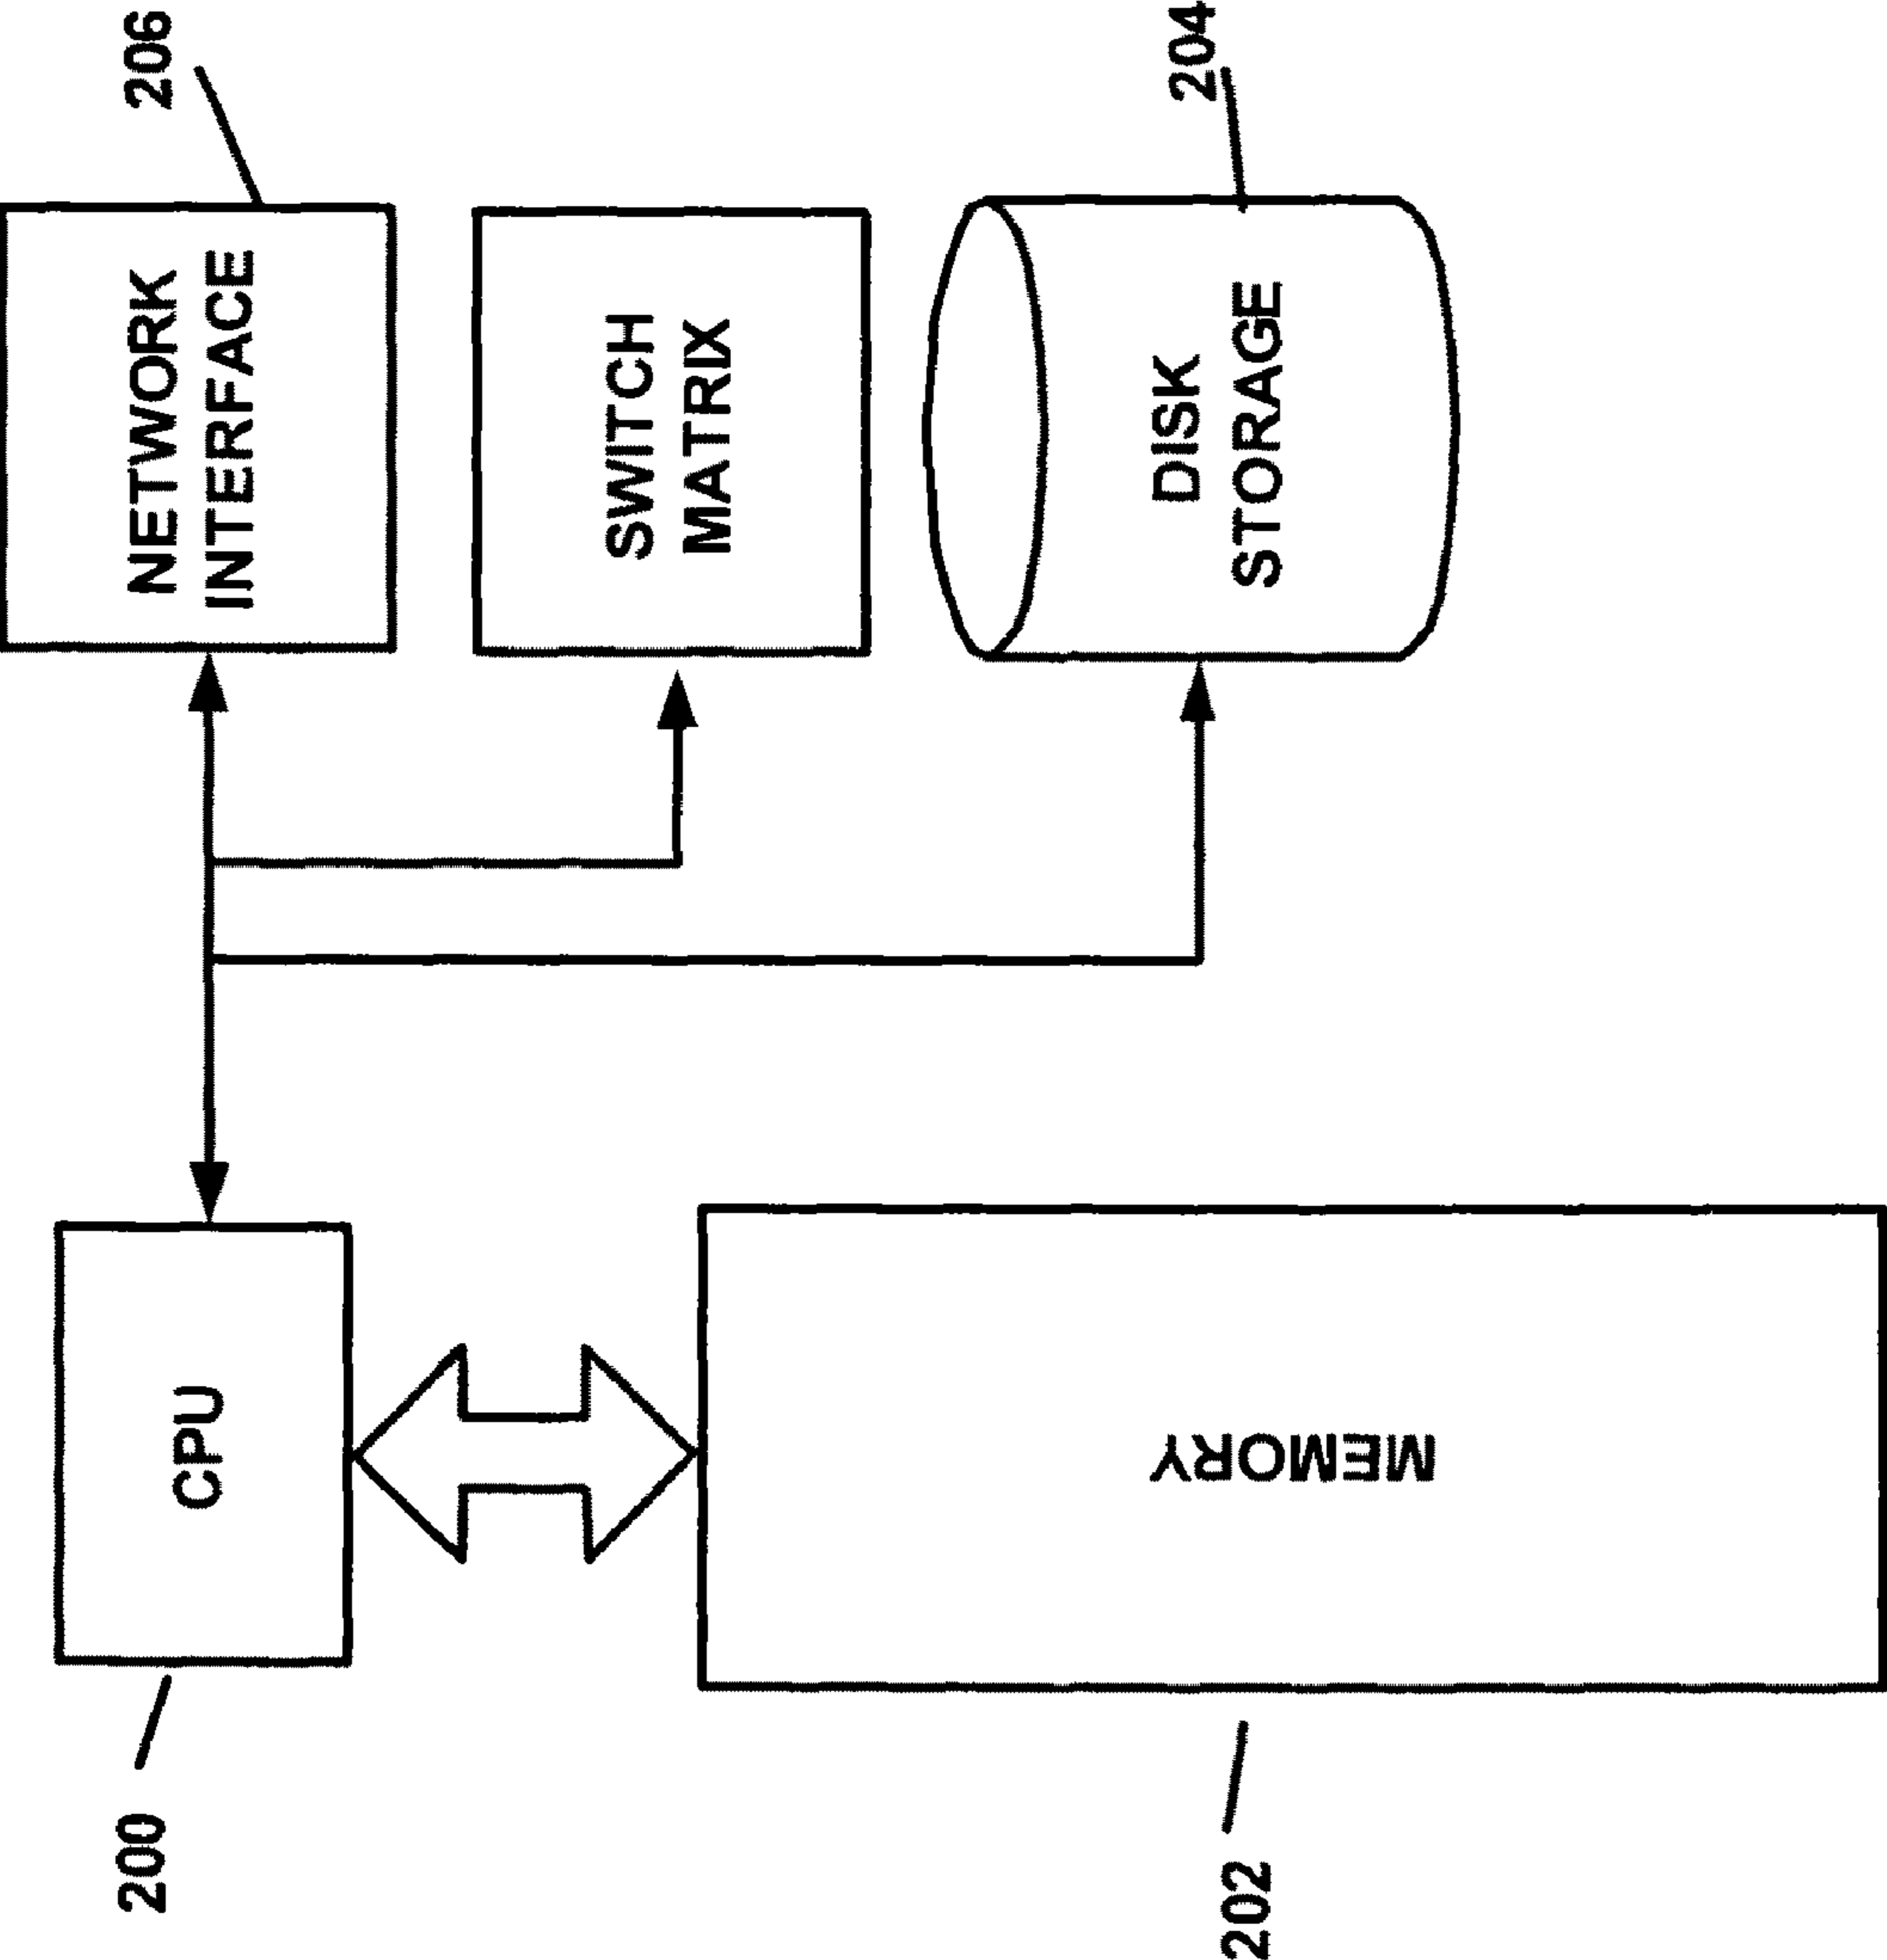 200
CPU
NETWORK
INTERFACE
206
SWITCH
MATRIX
202
MEMORY
DISK
STORAGE
204